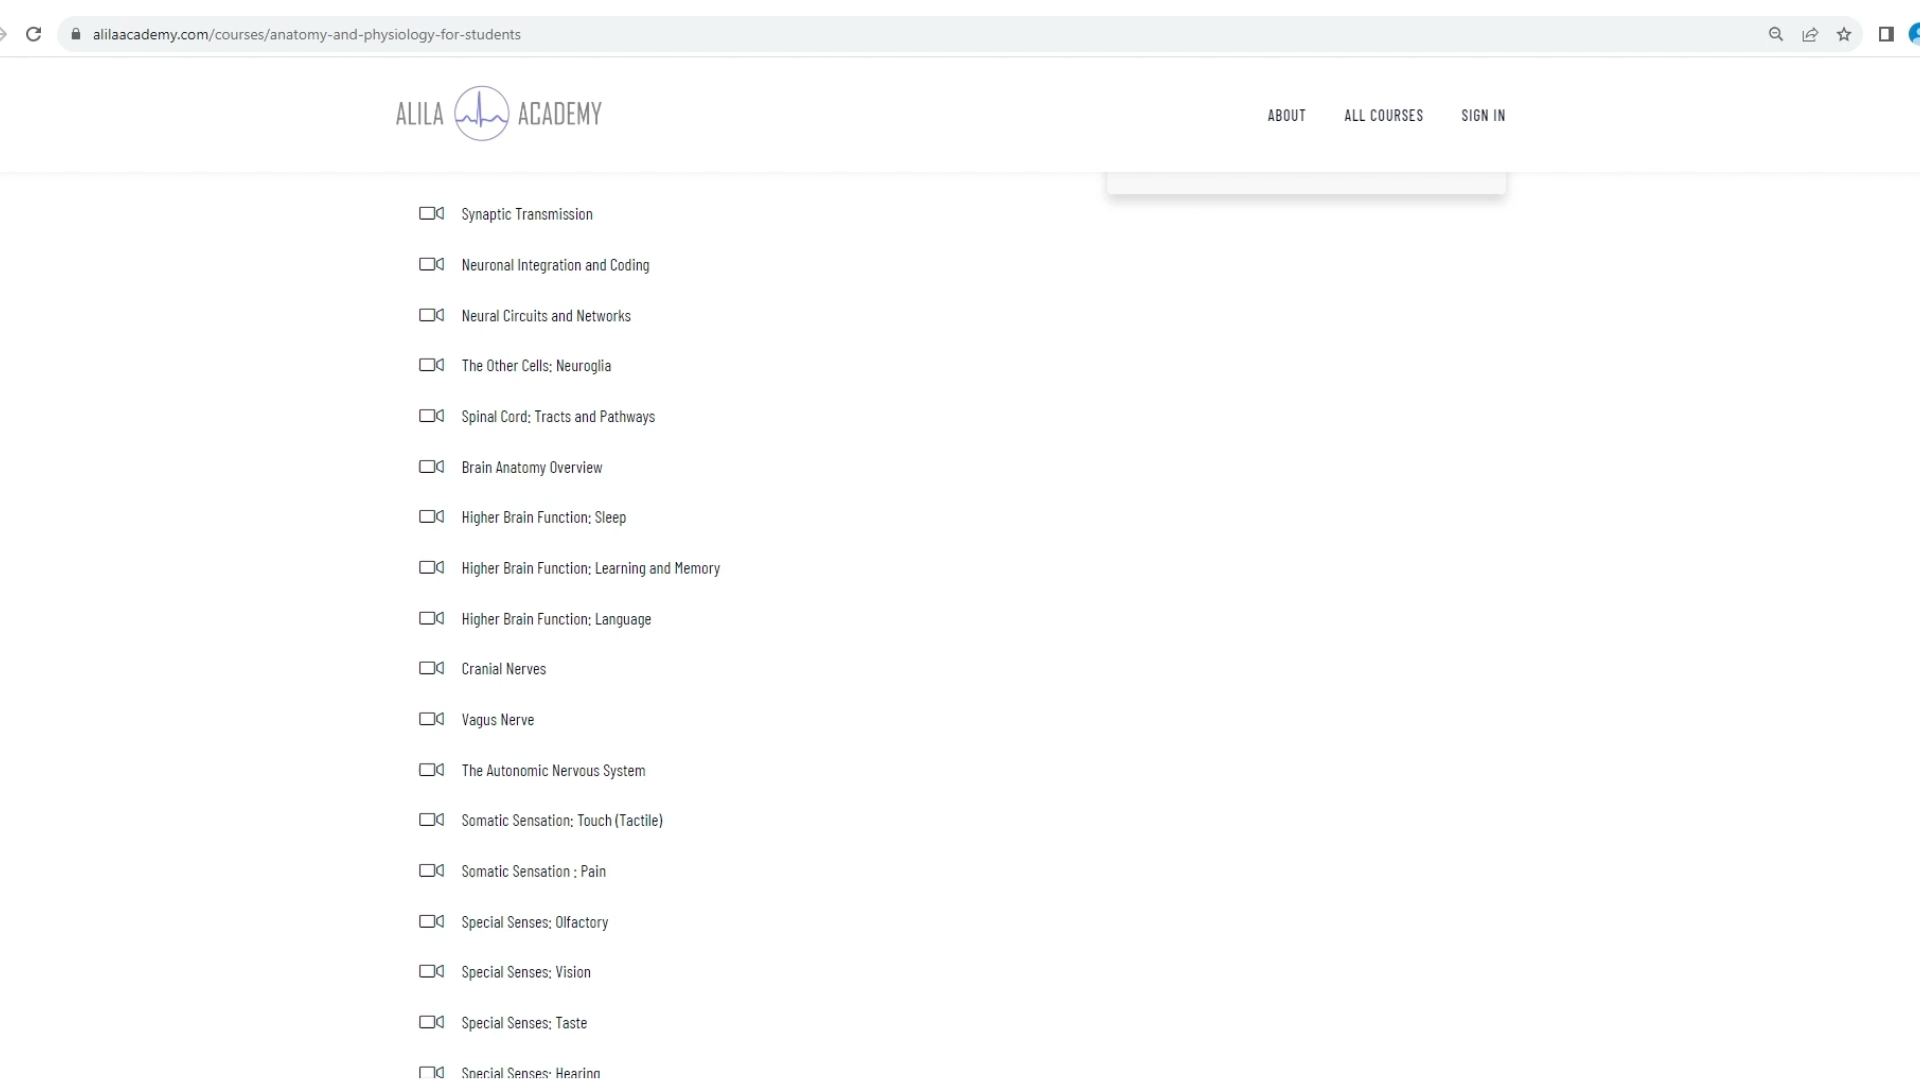 alilaacademy.com/courses/anatomy-and-physiology-for-students
ALILA ACADEMY
ABOUT ALL COURSES SIGN IN
Synaptic Transmission
Neuronal Integration and Coding
Neural Circuits and Networks
The Other Cells: Neuroglia
Spinal Cord: Tracts and Pathways
Brain Anatomy Overview
Higher Brain Function: Sleep
Higher Brain Function: Learning and Memory
Higher Brain Function: Language
Cranial Nerves
Vagus Nerve
The Autonomic Nervous System
Somatic Sensation: Touch (Tactile)
Somatic Sensation : Pain
Special Senses: Olfactory
Special Senses: Vision
Special Senses: Taste
Special Senses: Hearing